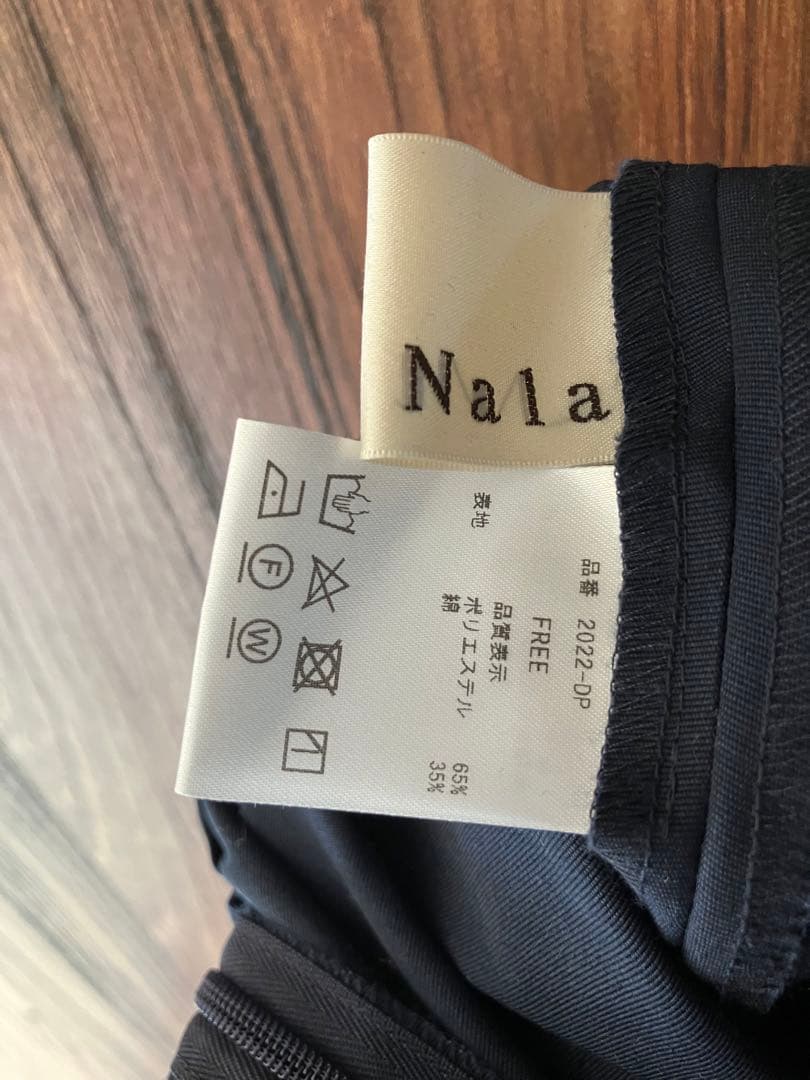 Nala
品番 2022-DP
FREE
品質表示
表地 ポリエステル 65%
綿 35%
F
W